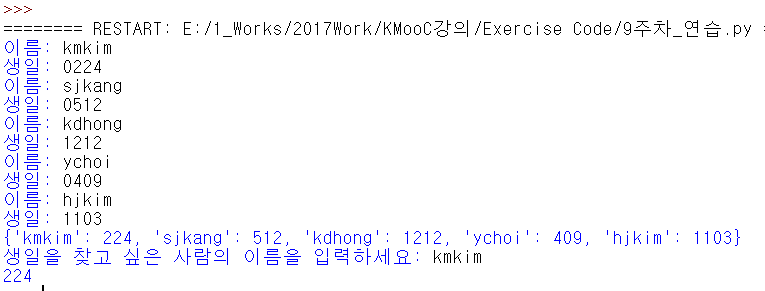 >>>
======== RESTART: E:/1_Works/2017Work/KMooC강의/Exercise Code/9주차_연습.py =
이름: kmkim
생일: 0224
이름: sjkang
생일: 0512
이름: kdhong
생일: 1212
이름: ychoi
생일: 0409
이름: hjkim
생일: 1103
{'kmkim': 224, 'sjkang': 512, 'kdhong': 1212, 'ychoi': 409, 'hjkim': 1103}
생일을 찾고 싶은 사람의 이름을 입력하세요: kmkim
224